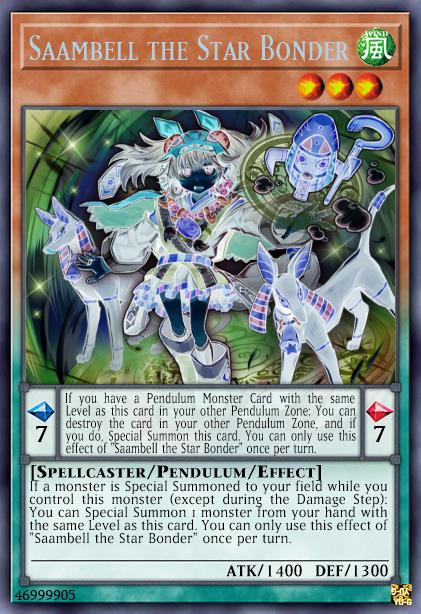 Saambell the Star Bonder
WIND
風
If you have a Pendulum Monster Card with the same
Level as this card in your other Pendulum Zone: You can
destroy the card in your other Pendulum Zone, and if
you do, Special Summon this card. You can only use this
effect of "Saambell the Star Bonder" once per turn.
7
7
[Spellcaster/Pendulum/Effect]
If a monster is Special Summoned to your field while you
control this monster (except during the Damage Step):
You can Special Summon 1 monster from your hand with
the same Level as this card. You can only use this effect of
"Saambell the Star Bonder" once per turn.
ATK/1400 DEF/1300
46999905